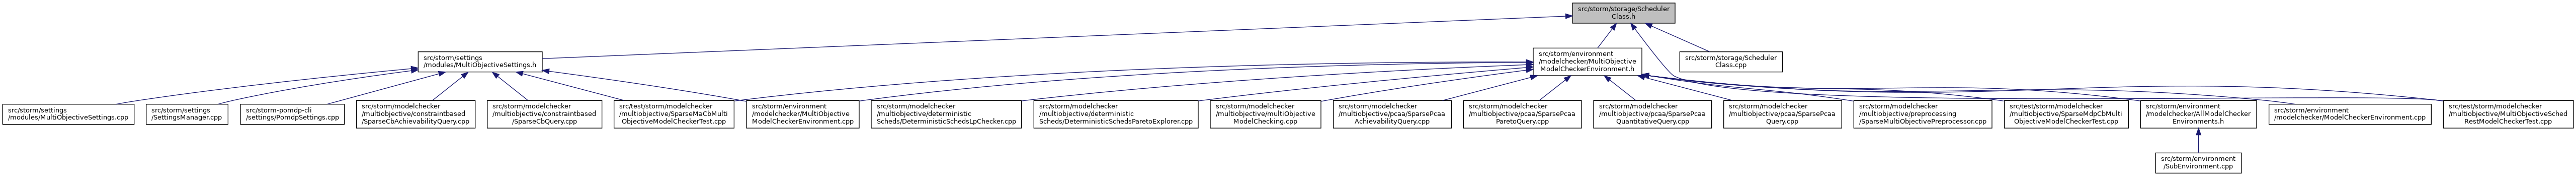 src/storm/storage/Scheduler
Class.h
src/storm/settings
/modules/MultiObjectiveSettings.h
src/storm/environment
/modelchecker/MultiObjective
ModelCheckerEnvironment.h
src/storm/storage/Scheduler
Class.cpp
src/storm/settings
/modules/MultiObjectiveSettings.cpp
src/storm/settings
/SettingsManager.cpp
src/storm-pomdp-cli
/settings/PomdpSettings.cpp
src/storm/modelchecker
/multiobjective/constraintbased
/SparseCbAchievabilityQuery.cpp
src/storm/modelchecker
/multiobjective/constraintbased
/SparseCbQuery.cpp
src/test/storm/modelchecker
/multiobjective/SparseMaCbMulti
ObjectiveModelCheckerTest.cpp
src/storm/environment
/modelchecker/MultiObjective
ModelCheckerEnvironment.cpp
src/storm/modelchecker
/multiobjective/deterministic
Scheds/DeterministicSchedsLpChecker.cpp
src/storm/modelchecker
/multiobjective/deterministic
Scheds/DeterministicSchedsParetoExplorer.cpp
src/storm/modelchecker
/multiobjective/multiObjective
ModelChecking.cpp
src/storm/modelchecker
/multiobjective/pcaa/SparsePcaa
AchievabilityQuery.cpp
src/storm/modelchecker
/multiobjective/pcaa/SparsePcaa
ParetoQuery.cpp
src/storm/modelchecker
/multiobjective/pcaa/SparsePcaa
QuantitativeQuery.cpp
src/storm/modelchecker
/multiobjective/pcaa/SparsePcaa
Query.cpp
src/storm/modelchecker
/multiobjective/preprocessing
/SparseMultiObjectivePreprocessor.cpp
src/test/storm/modelchecker
/multiobjective/SparseMdpCbMulti
ObjectiveModelCheckerTest.cpp
src/storm/environment
/modelchecker/AllModelChecker
Environments.h
src/storm/environment
/modelchecker/ModelCheckerEnvironment.cpp
src/test/storm/modelchecker
/multiobjective/MultiObjectiveSched
RestModelCheckerTest.cpp
src/storm/environment
/SubEnvironment.cpp